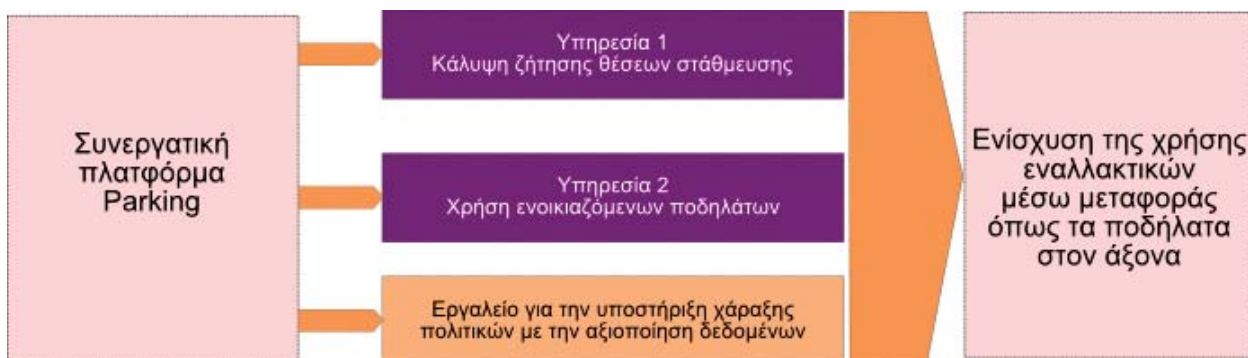 Συνεργατική
πλατφόρμα
Parking
Υπηρεσία 1
Κάλυψη ζήτησης θέσεων στάθμευσης
Υπηρεσία 2
Χρήση ενοικιαζόμενων ποδηλάτων
Εργαλείο για την υποστήριξη χάραξης
πολιτικών με την αξιοποίηση δεδομένων
Ενίσχυση της χρήσης
εναλλακτικών
μέσω μεταφοράς
όπως τα ποδήλατα
στον άξονα